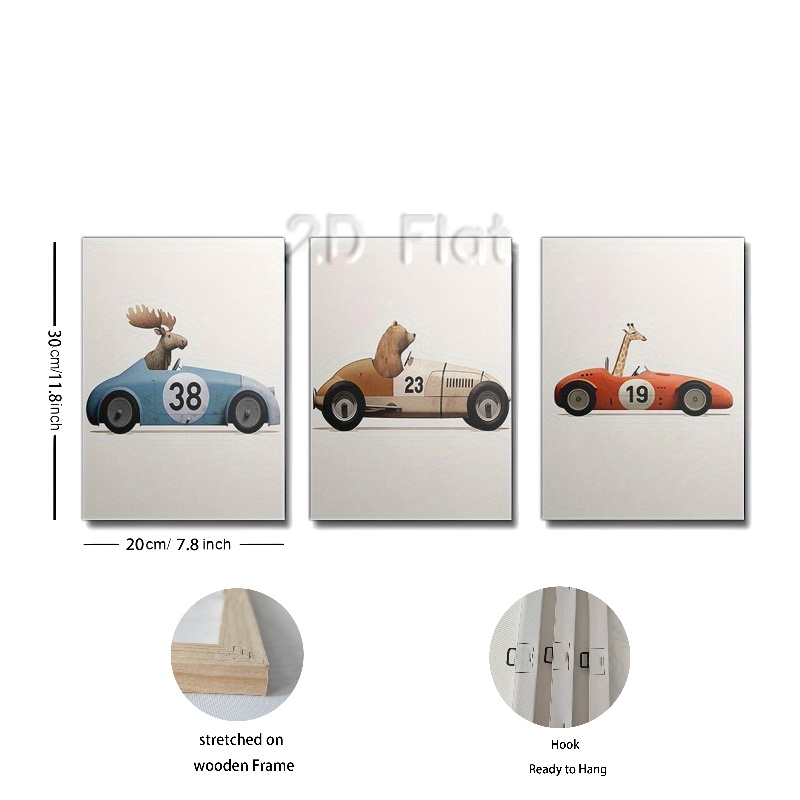 2D Flat
38
23
19
30cm/11.8inch
20cm/ 7.8 inch
stretched on
wooden Frame
Hook
Ready to Hang